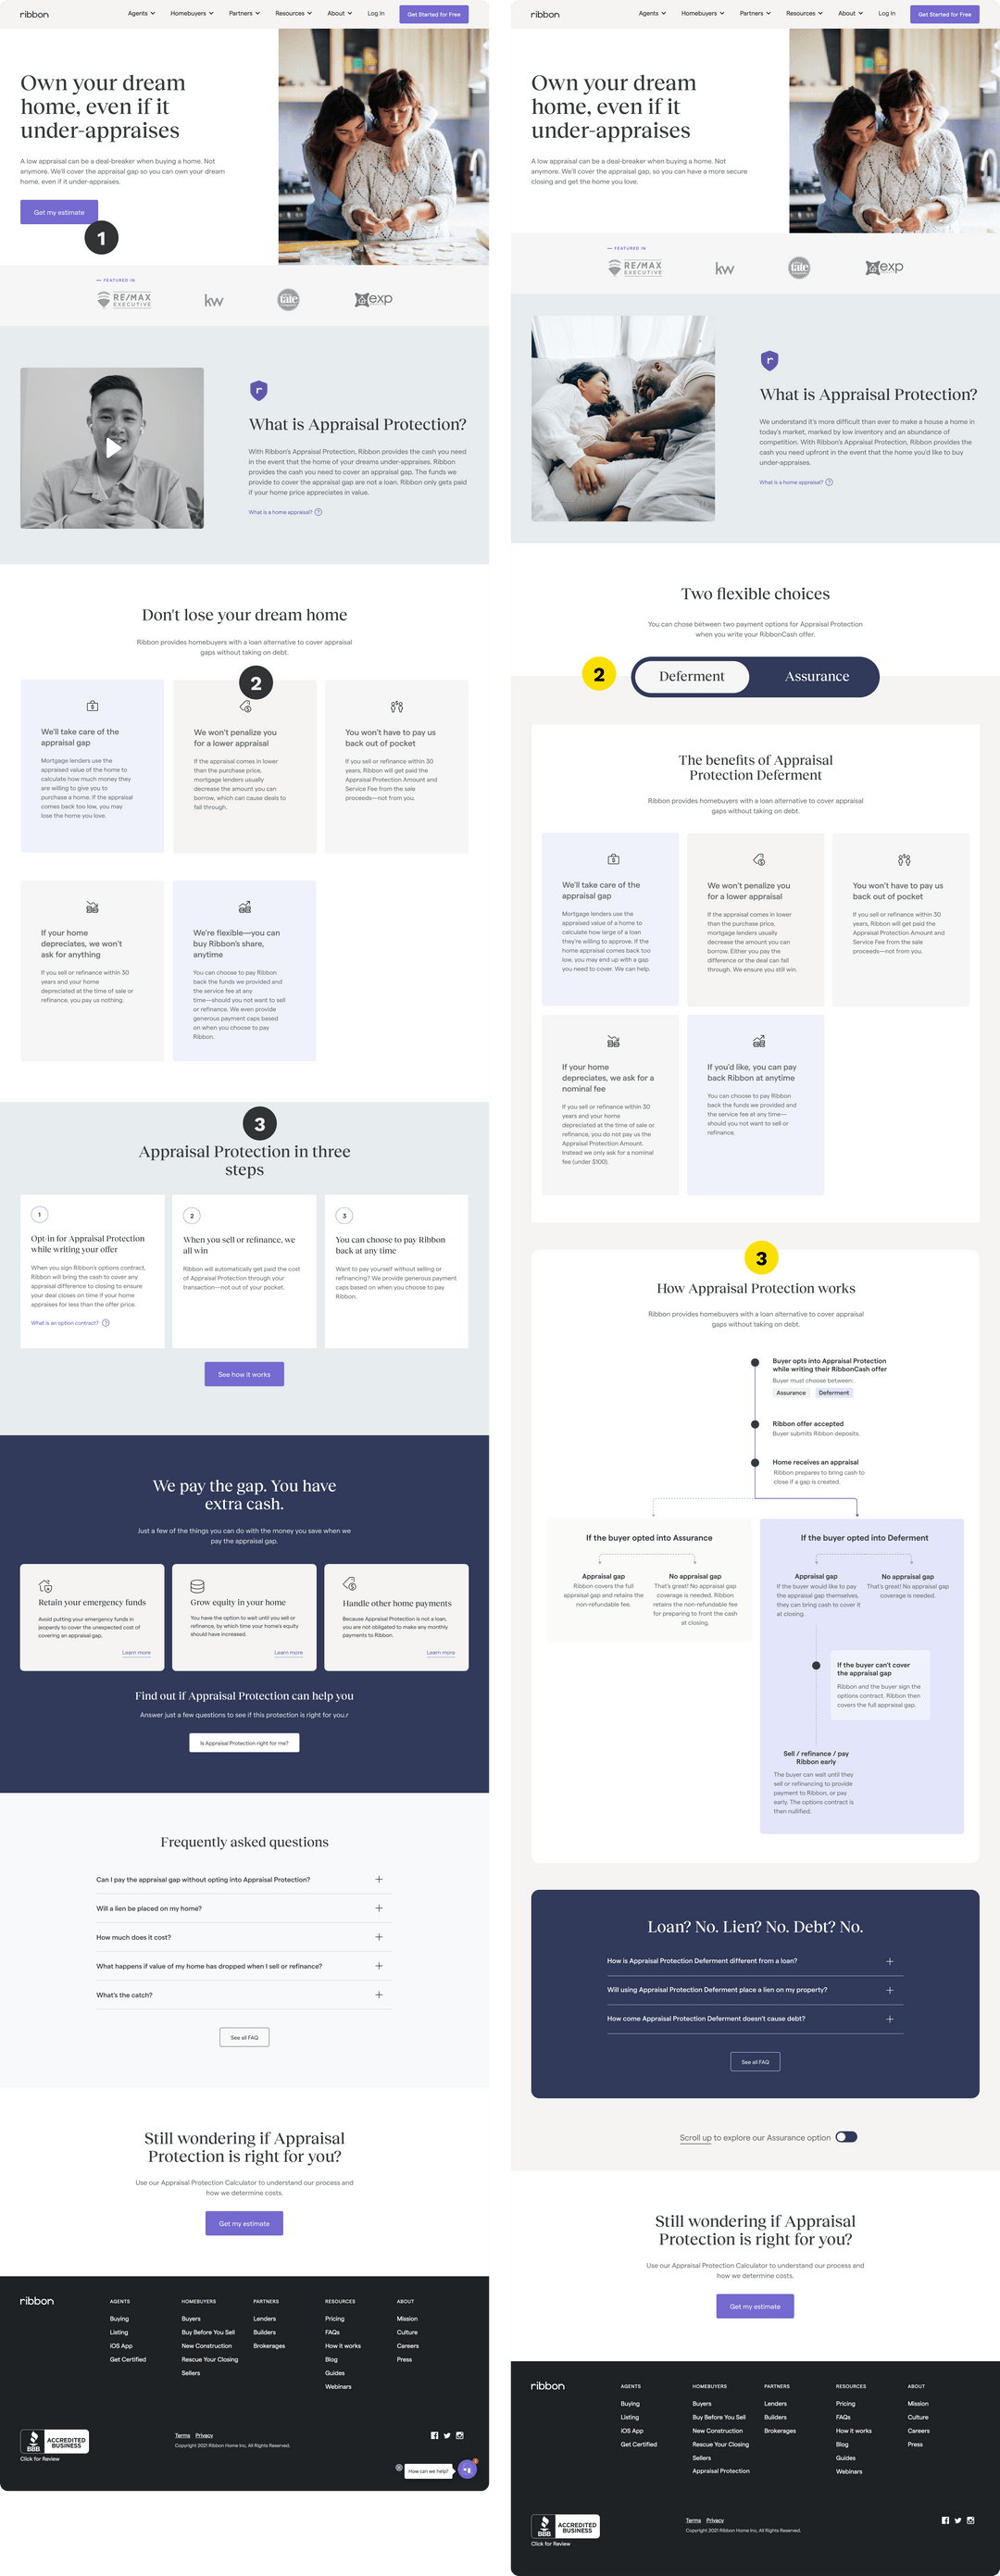 ribbon
Agents Homebuyers Partners Resources About Log In Get Started for Free
Own your dream
home, even if it
under-appraises
A low appraisal can be a deal-breaker when buying a home. Not
anymore. We'll cover the appraisal gap so you can own your dream
home, even if it under-appraises.
Get my estimate
1
FEATURED IN
RE/MAX
EXECUTIVE
kw
tate
exp
What is Appraisal Protection?
With Ribbon's Appraisal Protection, Ribbon provides the cash you need
in the event that the home of your dreams under-appraises. Ribbon
provides the cash you need to cover an appraisal gap. The funds we
provide to cover the appraisal gap are not a loan. Ribbon only gets paid
if your home price appreciates in value.
What is a home appraisal? ?
Don't lose your dream home
Ribbon provides homebuyers with a loan alternative to cover appraisal
gaps without taking on debt.
2
We'll take care of the
appraisal gap
Mortgage lenders use the
appraised value of the home to
calculate how much money they
are willing to give you to
purchase a home. If the appraisal
comes back too low, you may
lose the home you love.
We won't penalize you
for a lower appraisal
If the appraisal comes in lower
than the purchase price,
mortgage lenders usually
decrease the amount you can
borrow, which can cause deals to
fall through.
You won't have to pay us
back out of pocket
If you sell or refinance within 30
years, Ribbon will get paid the
Appraisal Protection Amount and
Service Fee from the sale
proceeds—not from you.
If your home
depreciates, we won't
ask for anything
If you sell or refinance within 30
years and your home
depreciated at the time of sale or
refinance, you pay us nothing.
We're flexible—you can
buy Ribbon's share,
anytime
You can choose to pay Ribbon
back the funds we provided and
the service fee at any
time—should you not want to sell
or refinance. We even provide
generous payment caps based
on when you choose to pay
Ribbon.
3
Appraisal Protection in three
steps
1
Opt-in for Appraisal Protection
while writing your offer
When you sign Ribbon's options contract,
Ribbon will bring the cash to cover any
appraisal difference to closing to ensure
your deal closes on time if your home
appraises for less than the offer price.
What is an option contract? ?
2
When you sell or refinance, we
all win
Ribbon will automatically get paid the cost
of Appraisal Protection through your
transaction—not out of your pocket.
3
You can choose to pay Ribbon
back at any time
Want to pay yourself without selling or
refinancing? We provide generous payment
caps based on when you choose to pay
Ribbon.
See how it works
We pay the gap. You have
extra cash.
Just a few of the things you can do with the money you save when we
pay the appraisal gap.
Retain your emergency funds
Avoid putting your emergency funds in
jeopardy to cover the unexpected cost of
covering an appraisal gap.
Learn more
Grow equity in your home
You have the option to wait until you sell or
refinance, by which time your home's equity
should have increased.
Learn more
Handle other home payments
Because Appraisal Protection is not a loan,
you are not obligated to make any monthly
payments to Ribbon.
Learn more
Find out if Appraisal Protection can help you
Answer just a few questions to see if this protection is right for you.r
Is Appraisal Protection right for me?
Frequently asked questions
Can I pay the appraisal gap without opting into Appraisal Protection?
Will a lien be placed on my home?
How much does it cost?
What happens if value of my home has dropped when I sell or refinance?
What's the catch?
See all FAQ
Still wondering if Appraisal
Protection is right for you?
Use our Appraisal Protection Calculator to understand our process and
how we determine costs.
Get my estimate
ribbon
AGENTS
Buying
Listing
iOS App
Get Certified
HOMEBUYERS
Buyers
Buy Before You Sell
New Construction
Rescue Your Closing
Sellers
PARTNERS
Lenders
Builders
Brokerages
RESOURCES
Pricing
FAQs
How it works
Blog
Guides
Webinars
ABOUT
Mission
Culture
Careers
Press
BBB
ACCREDITED
BUSINESS
Click for Review
Terms Privacy
Copyright 2021 Ribbon Home Inc, All Rights Reserved.
How can we help?
ribbon
Agents Homebuyers Partners Resources About Log In Get Started for Free
Own your dream
home, even if it
under-appraises
A low appraisal can be a deal-breaker when buying a home. Not
anymore. We'll cover the appraisal gap, so you can have a more secure
closing and get the home you love.
FEATURED IN
RE/MAX
EXECUTIVE
kw
tate
exp
What is Appraisal Protection?
We understand it's more difficult than ever to make a house a home in
today's market, marked by low inventory and an abundance of
competition. With Ribbon's Appraisal Protection, Ribbon provides the
cash you need upfront in the event that the home you'd like to buy
under-appraises.
What is a home appraisal? ?
Two flexible choices
You can chose between two payment options for Appraisal Protection
when you write your RibbonCash offer.
2
Deferment Assurance
The benefits of Appraisal
Protection Deferment
Ribbon provides homebuyers with a loan alternative to cover appraisal
gaps without taking on debt.
We'll take care of the
appraisal gap
Mortgage lenders use the
appraised value of a home to
calculate how large of a loan
they're willing to approve. If the
home appraisal comes back too
low, you may end up with a gap
you need to cover. We can help.
We won't penalize you
for a lower appraisal
If the appraisal comes in lower
than the purchase price,
mortgage lenders usually
decrease the amount you can
borrow. Either you pay the
difference or the deal can fall
through. We ensure you still win.
You won't have to pay us
back out of pocket
If you sell or refinance within 30
years, Ribbon will get paid the
Appraisal Protection Amount and
Service Fee from the sale
proceeds—not from you.
If your home
depreciates, we ask for a
nominal fee
If you sell or refinance within 30
years and your home
depreciated at the time of sale or
refinance, you do not pay us the
Appraisal Protection Amount.
Instead we only ask for a nominal
fee (under $100).
If you'd like, you can pay
back Ribbon at anytime
You can choose to pay Ribbon
back the funds we provided and
the service fee at any time—
should you not want to sell or
refinance.
3
How Appraisal Protection works
Ribbon provides homebuyers with a loan alternative to cover appraisal
gaps without taking on debt.
Buyer opts into Appraisal Protection
while writing their RibbonCash offer
Buyer must choose between:
Assurance Deferment
Ribbon offer accepted
Buyer submits Ribbon deposits.
Home receives an appraisal
Ribbon prepares to bring cash to
close if a gap is created.
If the buyer opted into Assurance
Appraisal gap
Ribbon covers the full
appraisal gap and retains the
non-refundable fee.
No appraisal gap
That's great! No appraisal gap
coverage is needed. Ribbon
retains the non-refundable fee
for preparing to front the cash
at closing.
If the buyer opted into Deferment
Appraisal gap
If the buyer would like to pay
the appraisal gap themselves,
they can bring cash to cover it
at closing.
No appraisal gap
That's great! No appraisal gap
coverage is needed.
If the buyer can't cover
the appraisal gap
Ribbon and the buyer sign the
options contract. Ribbon then
covers the full appraisal gap.
Sell / refinance / pay
Ribbon early
The buyer can wait until they
sell or refinancing to provide
payment to Ribbon, or pay
early. The options contract is
then nullified.
Loan? No. Lien? No. Debt? No.
How is Appraisal Protection Deferment different from a loan?
Will using Appraisal Protection Deferment place a lien on my property?
How come Appraisal Protection Deferment doesn't cause debt?
See all FAQ
Scroll up to explore our Assurance option
Still wondering if Appraisal
Protection is right for you?
Use our Appraisal Protection Calculator to understand our process and
how we determine costs.
Get my estimate
ribbon
AGENTS
Buying
Listing
iOS App
Get Certified
HOMEBUYERS
Buyers
Buy Before You Sell
New Construction
Rescue Your Closing
Sellers
Appraisal Protection
PARTNERS
Lenders
Builders
Brokerages
RESOURCES
Pricing
FAQs
How it works
Blog
Guides
Webinars
ABOUT
Mission
Culture
Careers
Press
BBB
ACCREDITED
BUSINESS
Click for Review
Terms Privacy
Copyright 2021 Ribbon Home Inc, All Rights Reserved.